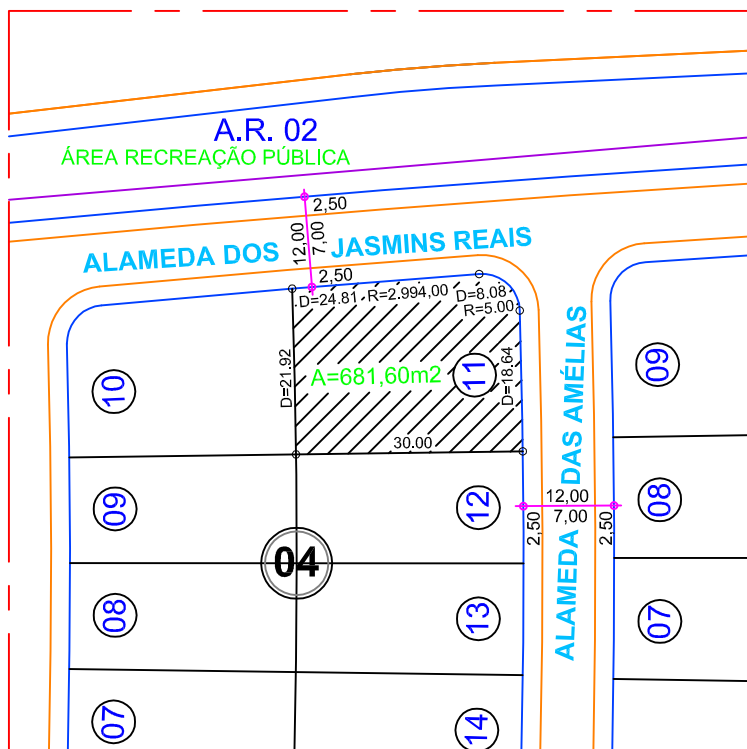 A.R. 02
ÁREA RECREAÇÃO PÚBLICA
2,50
12,00
7,00
ALAMEDA DOS JASMINS REAIS
2,50
D=24.81 R=2.994,00 D=8.08
R=5.00
D=21.92
A=681,60m2
11
D=18.64
30.00
10
09
ALAMEDA DAS AMÉLIAS
09
12
12,00
7,00
2,50
2,50
08
04
08
13
07
07
14